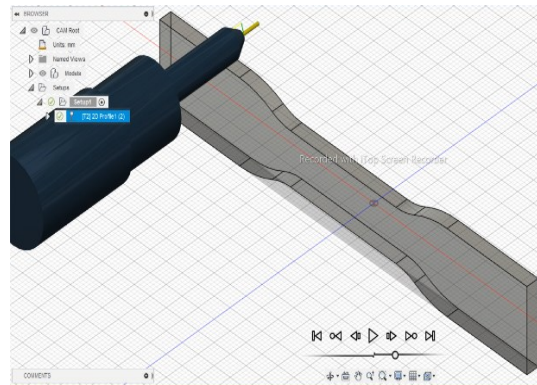 BROWSER
CAM Root
Units: mm
Named Views
Models
Setups
Setup1
[T2] 2D Profile1 (2)
Recorded with iTop Screen Recorder
COMMENTS